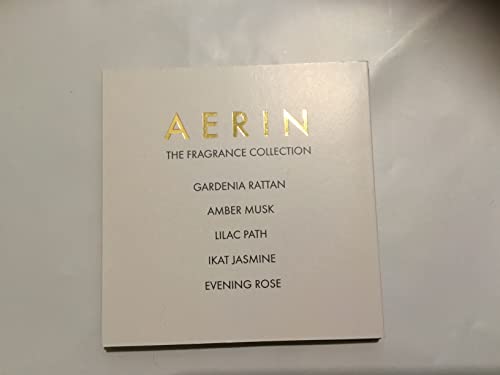 AERIN
THE FRAGRANCE COLLECTION
GARDENIA RATTAN
AMBER MUSK
LILAC PATH
IKAT JASMINE
EVENING ROSE